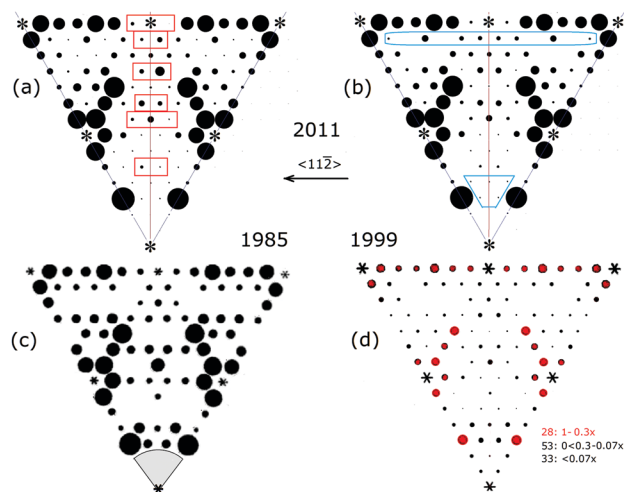 (a)
(b)
2011
<112̅>
1985
1999
(c)
(d)
28: 1-0.3x
53: 0<0.3-0.07x
33: <0.07x